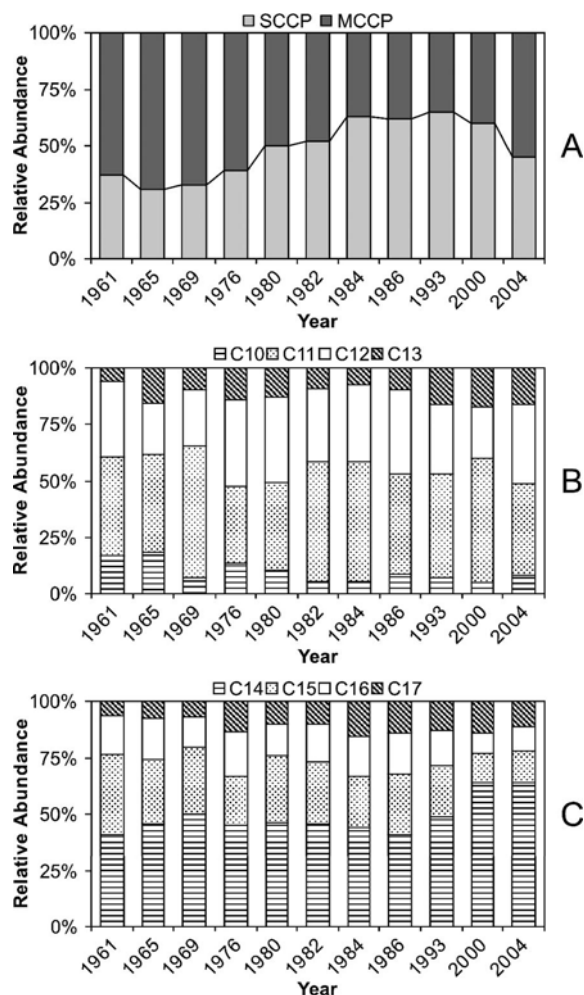 SCCP MCCP
100%
75%
50%
25%
0%
Relative Abundance
1961 1965 1969 1976 1980 1982 1984 1986 1993 2000 2004
Year
A
C10 C11 C12 C13
100%
75%
50%
25%
0%
Relative Abundance
1961 1965 1969 1976 1980 1982 1984 1986 1993 2000 2004
Year
B
C14 C15 C16 C17
100%
75%
50%
25%
0%
Relative Abundance
1961 1965 1969 1976 1980 1982 1984 1986 1993 2000 2004
Year
C